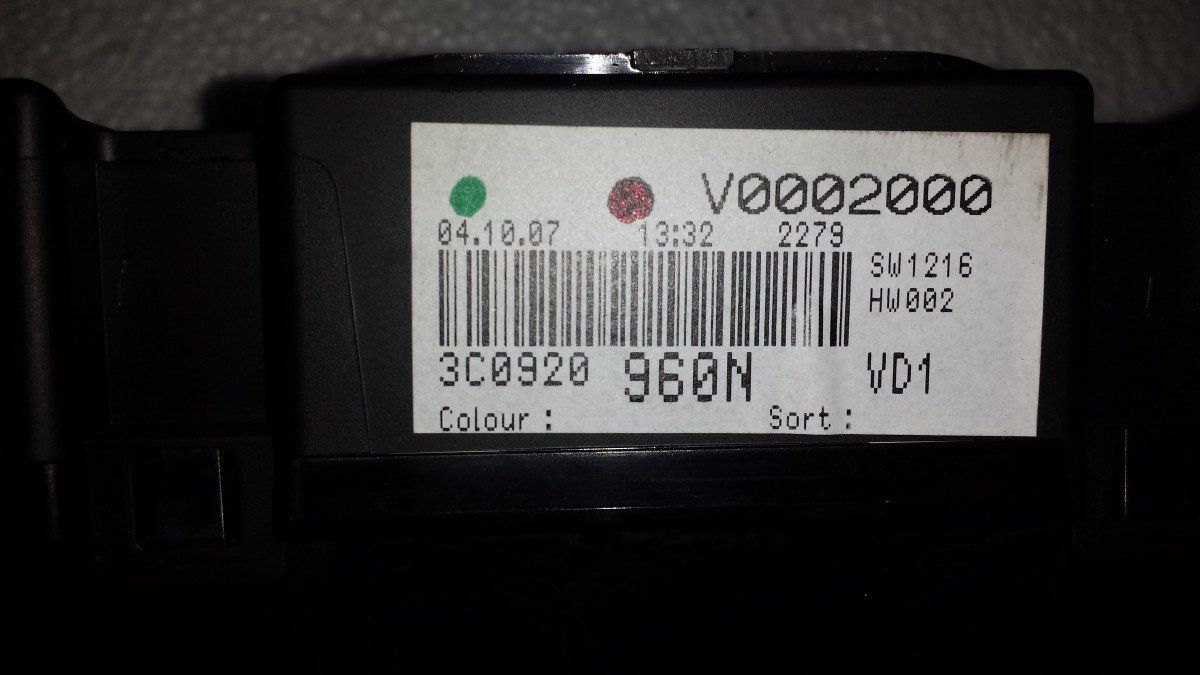 V0002000
04.10.07 13:32 2279
SW1216
HW002
3C0920 960N VD1
Colour : Sort :